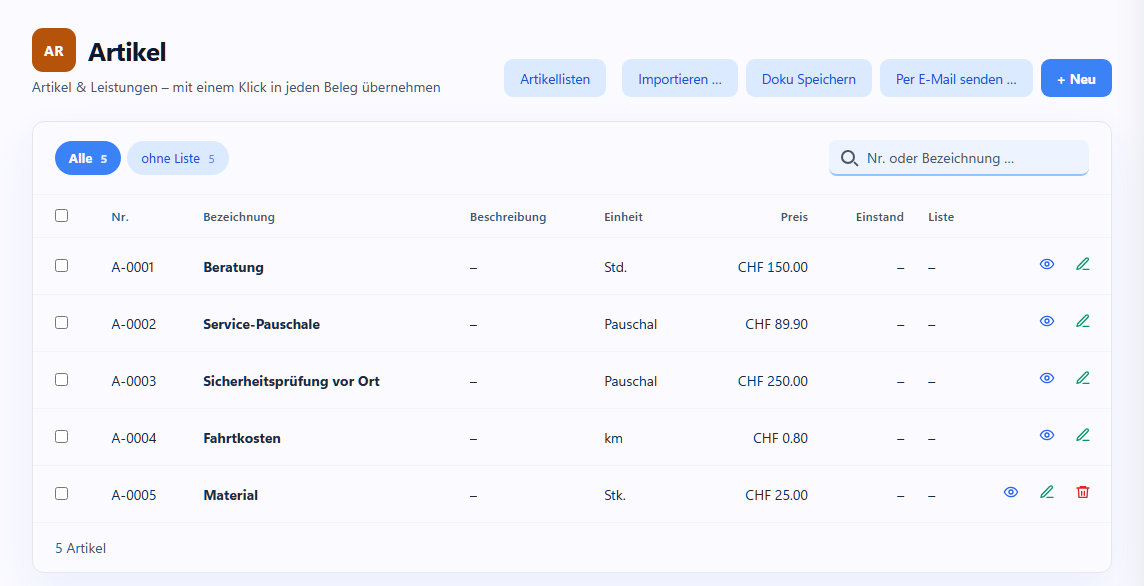 AR Artikel
Artikel & Leistungen – mit einem Klick in jeden Beleg übernehmen
Artikellisten Importieren ... Doku Speichern Per E-Mail senden ... + Neu
Alle 5 ohne Liste 5 Nr. oder Bezeichnung ...
Nr. Bezeichnung Beschreibung Einheit Preis Einstand Liste
A-0001 Beratung – Std. CHF 150.00 – –
A-0002 Service-Pauschale – Pauschal CHF 89.90 – –
A-0003 Sicherheitsprüfung vor Ort – Pauschal CHF 250.00 – –
A-0004 Fahrtkosten – km CHF 0.80 – –
A-0005 Material – Stk. CHF 25.00 – –
5 Artikel